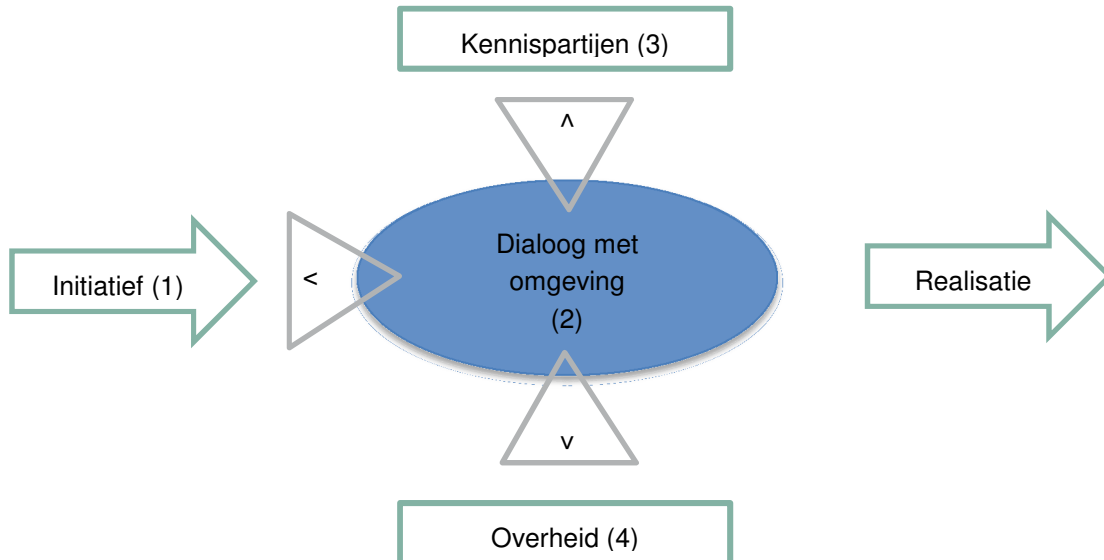 Kennispartijen (3)
^
Initiatief (1)
<
Dialoog met
omgeving
(2)
Realisatie
v
Overheid (4)